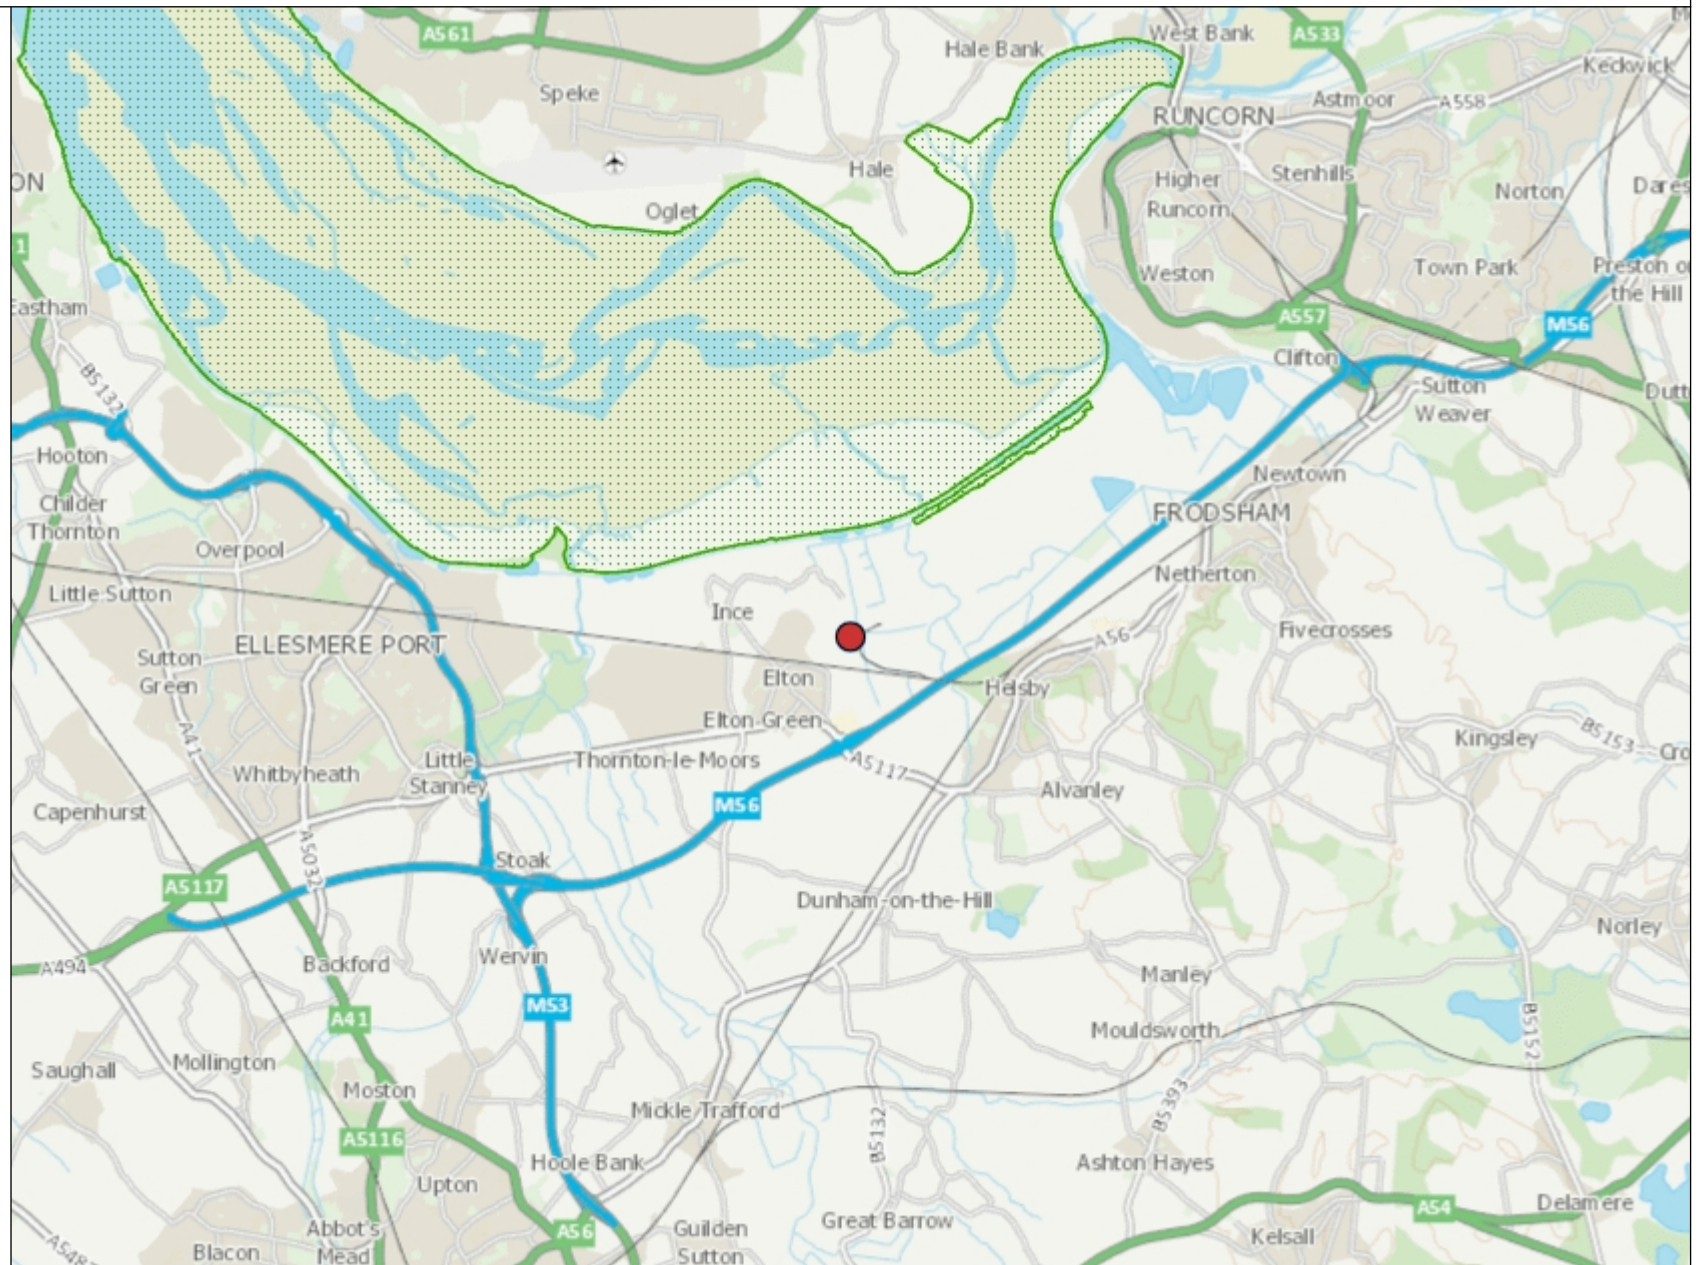 A561
Hale Bank
West Bank
A533
Keckwick
Speke
Astmoor
A558
RUNCORN
Hale
Stenhills
Higher
Runcorn
Norton
Dares
ON
Oglet
1
Weston
Town Park
Preston o
the Hill
Eastham
A557
M56
Clifton
Sutton
Weaver
Dutt
B5132
Hooton
Newtown
Childer
Thornton
FRODSHAM
Overpool
Netherton
Little Sutton
Ince
Fivecrosses
ELLESMERE PORT
A56
Sutton
Green
Elton
Helsby
Elton Green
A41
Kingsley
B5153
Cro
Little
Stanney
Thornton-le-Moors
A5117
Whitbyheath
Alvanley
Capenhurst
M56
A5032
Stoak
A5117
Dunham-on-the-Hill
Norley
Wervin
A494
Backford
Manley
M53
A41
Mouldsworth
B5152
Saughall
Mollington
Moston
Mickle Trafford
B5393
A5116
B5132
Hoole Bank
Ashton Hayes
Upton
A54
Delamere
A56
Guilden
Sutton
Great Barrow
Abbot's
Mead
Kelsall
A548
Blacon